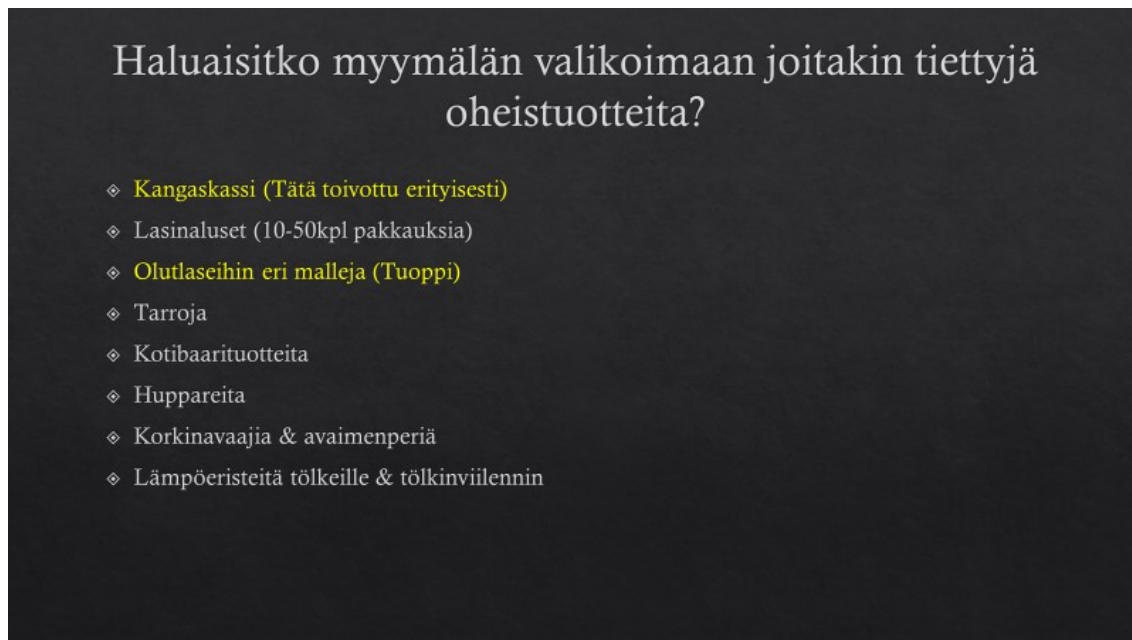 Haluaisitko myymälän valikoimaan joitakin tiettyjä
oheistuotteita?
Kangaskassi (Tätä toivottu erityisesti)
Lasinaluset (10-50kpl pakkauksia)
Olutlaseihin eri malleja (Tuoppi)
Tarroja
Kotibaarituotteita
Huppareita
Korkinavaajia & avaimenperiä
Lämpöeristeitä tölkeille & tölkinviilennin